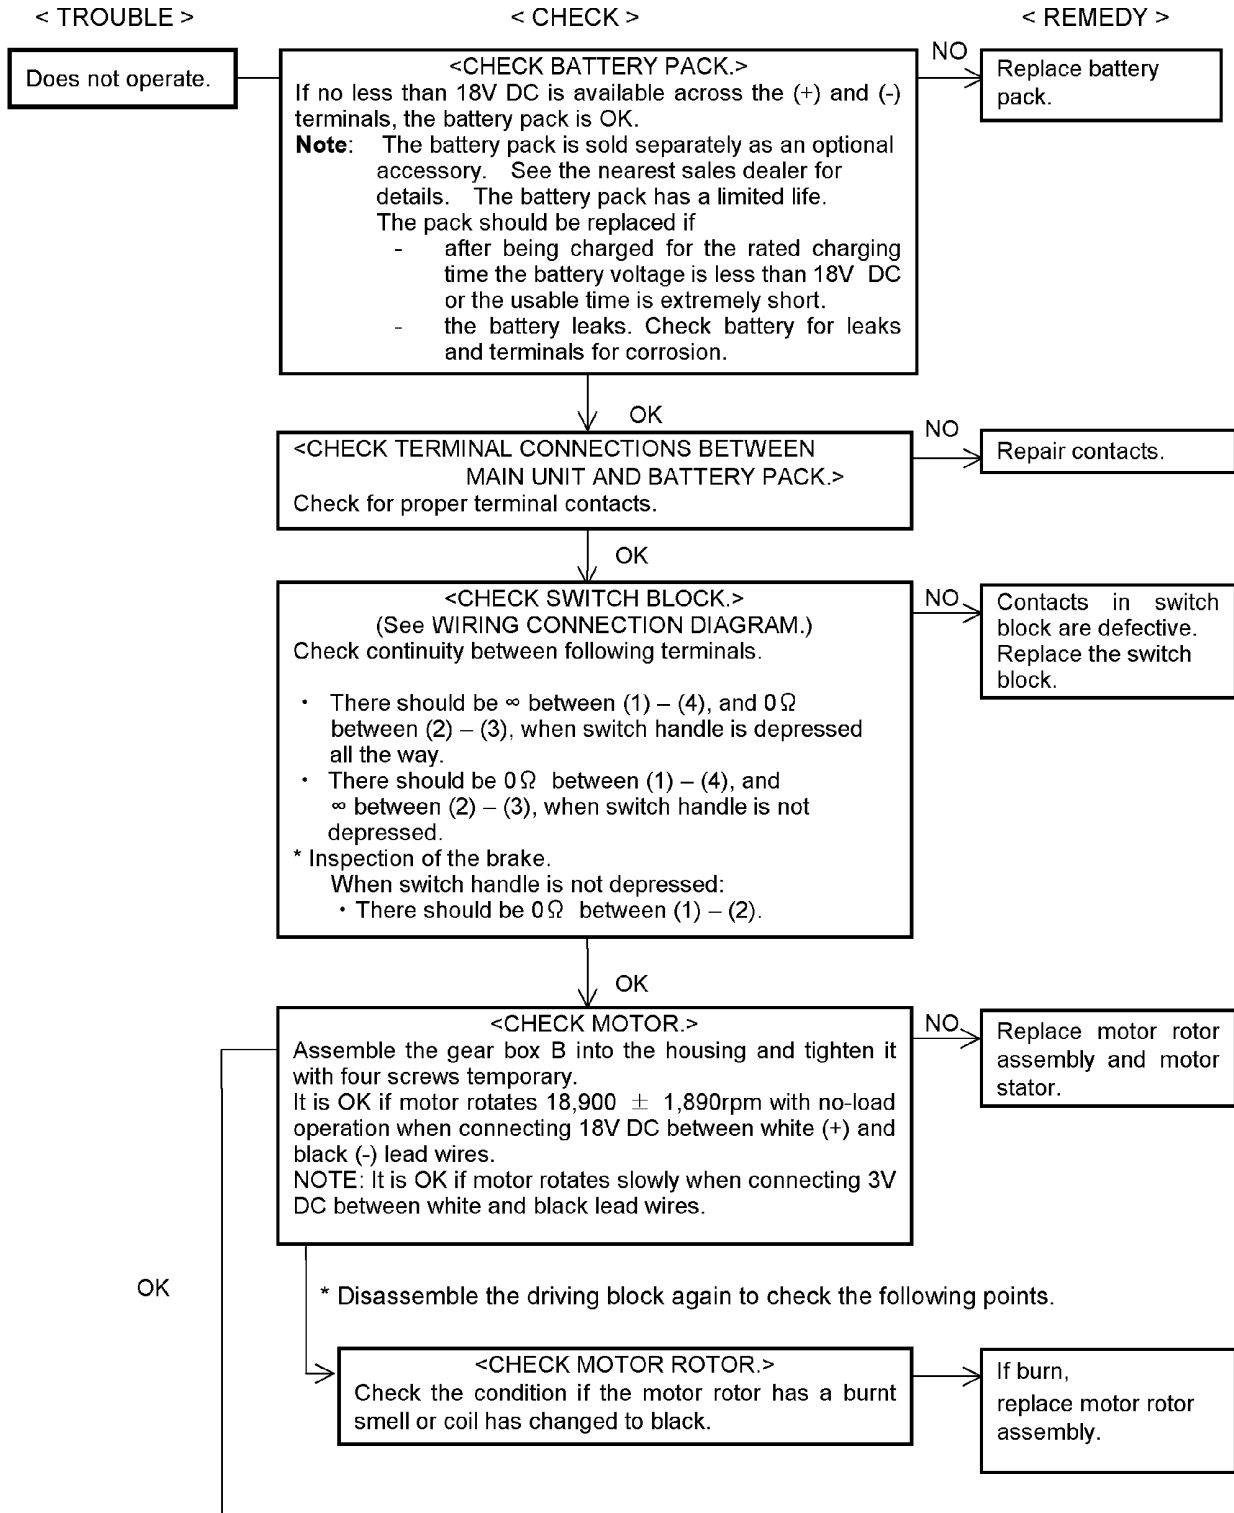 < TROUBLE >
< CHECK >
< REMEDY >
Does not operate.
<CHECK BATTERY PACK.>
If no less than 18V DC is available across the (+) and (-)
terminals, the battery pack is OK.
Note: The battery pack is sold separately as an optional
accessory. See the nearest sales dealer for
details. The battery pack has a limited life.
The pack should be replaced if
- after being charged for the rated charging
time the battery voltage is less than 18V DC
or the usable time is extremely short.
- the battery leaks. Check battery for leaks
and terminals for corrosion.
NO
Replace battery
pack.
OK
<CHECK TERMINAL CONNECTIONS BETWEEN
MAIN UNIT AND BATTERY PACK.>
Check for proper terminal contacts.
NO
Repair contacts.
OK
<CHECK SWITCH BLOCK.>
(See WIRING CONNECTION DIAGRAM.)
Check continuity between following terminals.
・ There should be ∞ between (1) – (4), and 0Ω
between (2) – (3), when switch handle is depressed
all the way.
・ There should be 0Ω between (1) – (4), and
∞ between (2) – (3), when switch handle is not
depressed.
* Inspection of the brake.
When switch handle is not depressed:
・There should be 0Ω between (1) – (2).
NO
Contacts in switch
block are defective.
Replace the switch
block.
OK
<CHECK MOTOR.>
Assemble the gear box B into the housing and tighten it
with four screws temporary.
It is OK if motor rotates 18,900 ± 1,890rpm with no-load
operation when connecting 18V DC between white (+) and
black (-) lead wires.
NOTE: It is OK if motor rotates slowly when connecting 3V
DC between white and black lead wires.
NO
Replace motor rotor
assembly and motor
stator.
OK
* Disassemble the driving block again to check the following points.
<CHECK MOTOR ROTOR.>
Check the condition if the motor rotor has a burnt
smell or coil has changed to black.
If burn,
replace motor rotor
assembly.